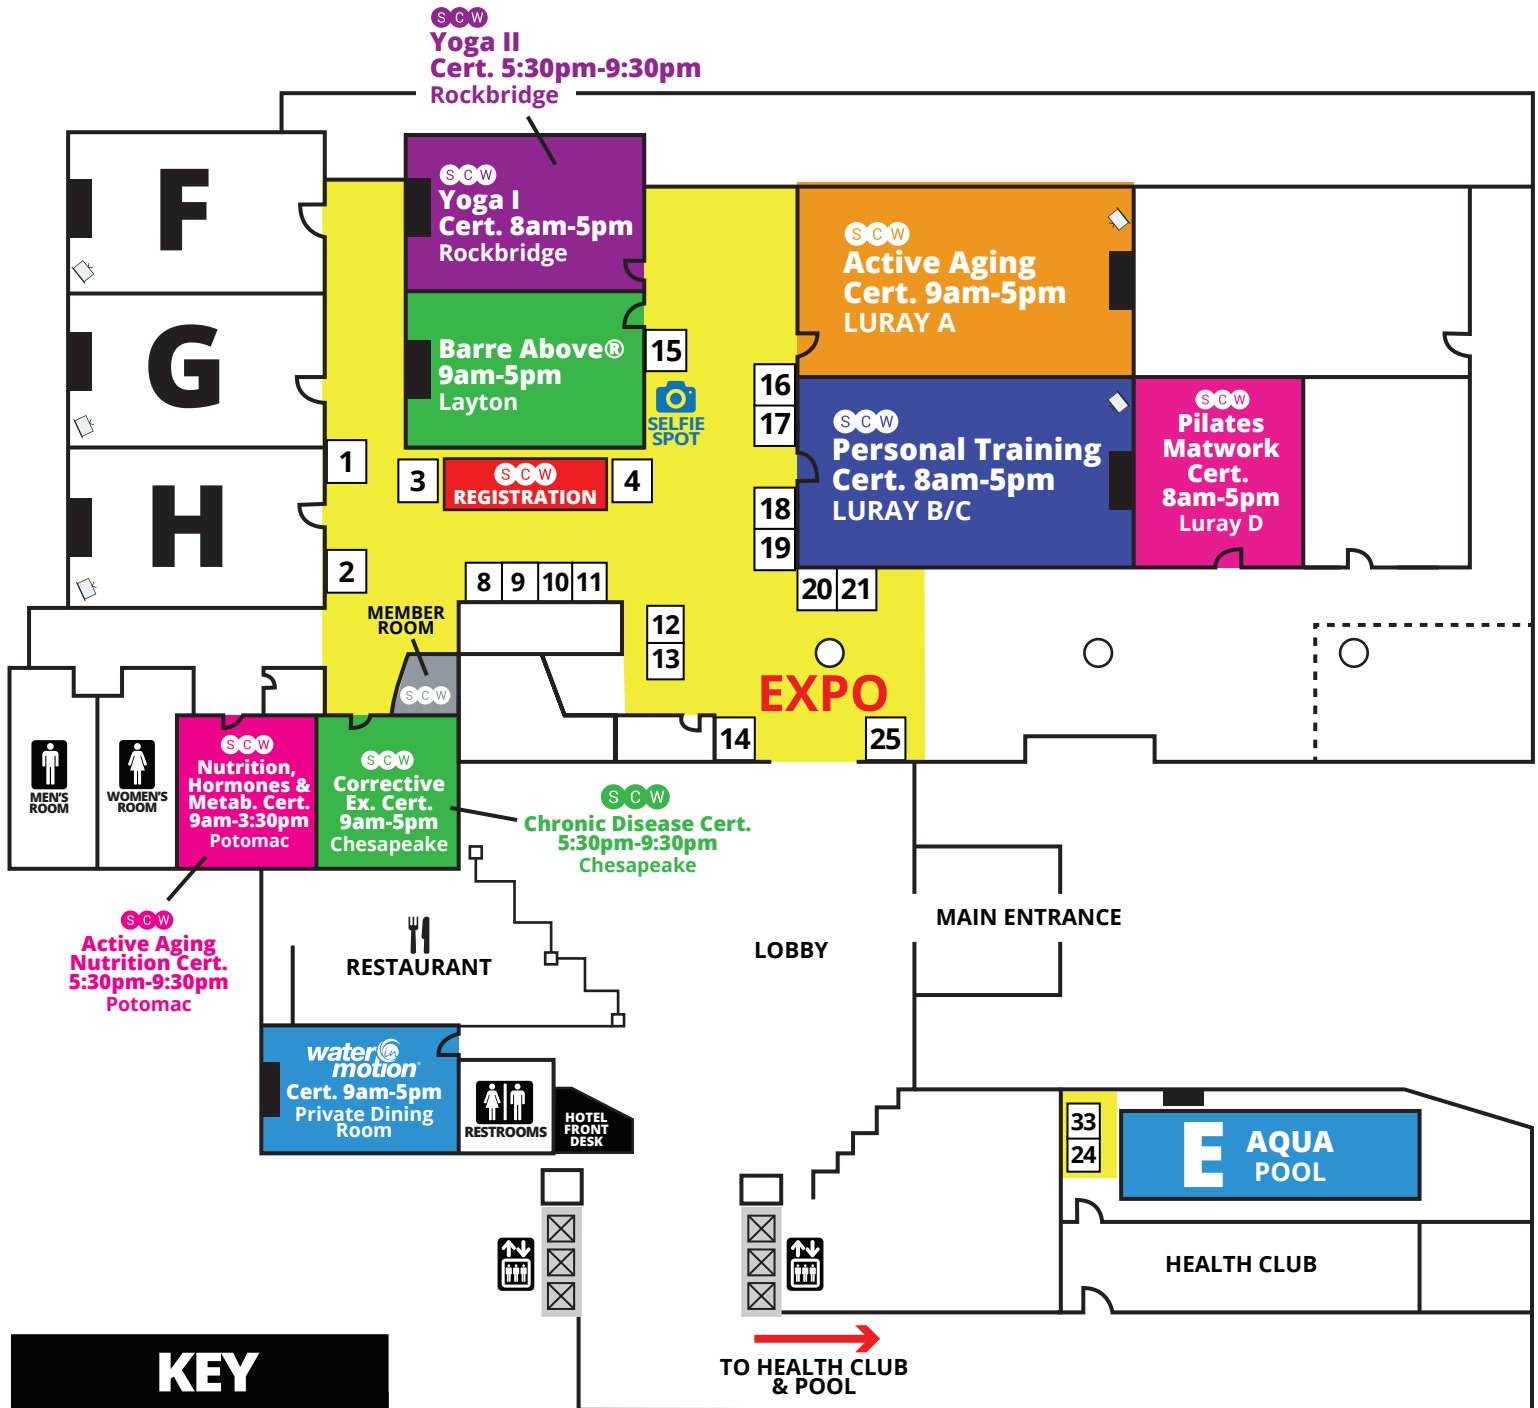 SCW
Yoga II
Cert. 5:30pm-9:30pm
Rockbridge
F
SCW
Yoga I
Cert. 8am-5pm
Rockbridge
SCW
Active Aging
Cert. 9am-5pm
LURAY A
G
Barre Above®
9am-5pm
Layton
15
SELFIE
SPOT
16
17
SCW
Personal Training
Cert. 8am-5pm
LURAY B/C
SCW
Pilates
Matwork
Cert.
8am-5pm
Luray D
H
1
3
SCW
REGISTRATION
4
18
19
2
8 9 10 11
20 21
MEMBER
ROOM
SCW
12
13
EXPO
14
25
MEN'S
ROOM
WOMEN'S
ROOM
SCW
Nutrition,
Hormones &
Metab. Cert.
9am-3:30pm
Potomac
SCW
Corrective
Ex. Cert.
9am-5pm
Chesapeake
SCW
Chronic Disease Cert.
5:30pm-9:30pm
Chesapeake
SCW
Active Aging
Nutrition Cert.
5:30pm-9:30pm
Potomac
RESTAURANT
LOBBY
MAIN ENTRANCE
water in
motion®
Cert. 9am-5pm
Private Dining
Room
RESTROOMS
HOTEL
FRONT
DESK
33
24
E
AQUA
POOL
HEALTH CLUB
TO HEALTH CLUB
& POOL
KEY